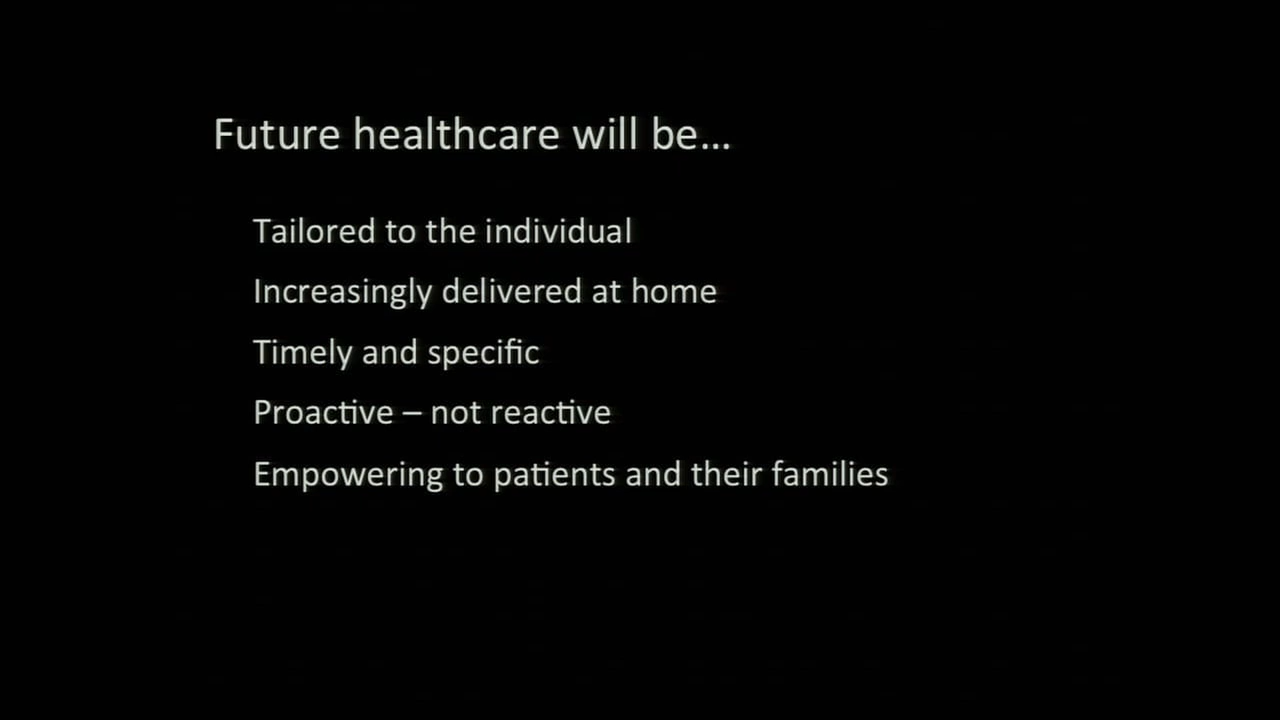 Future healthcare will be...
Tailored to the individual
Increasingly delivered at home
Timely and specific
Proactive – not reactive
Empowering to patients and their families